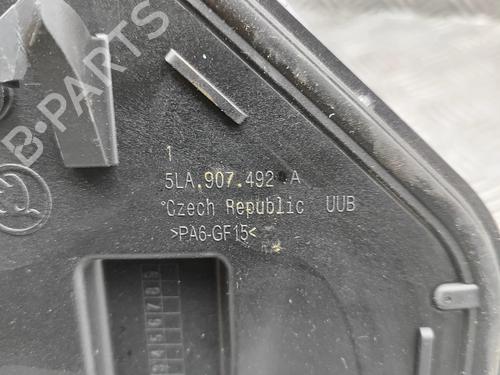 B-PARTS
1
5LA.907.492 A
Czech Republic UUB
>PA6-GF15<